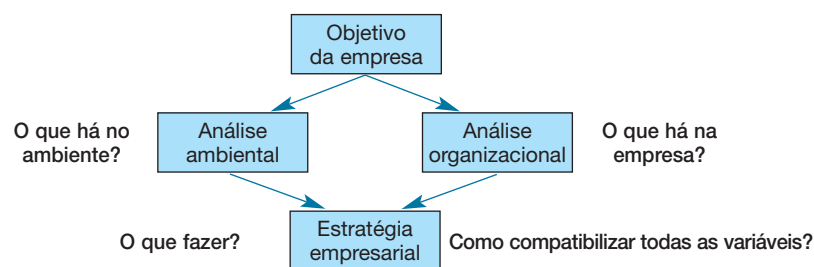 Objetivo
da empresa
O que há no
ambiente?
Análise
ambiental
Análise
organizacional
O que há na
empresa?
O que fazer?
Estratégia
empresarial
Como compatibilizar todas as variáveis?